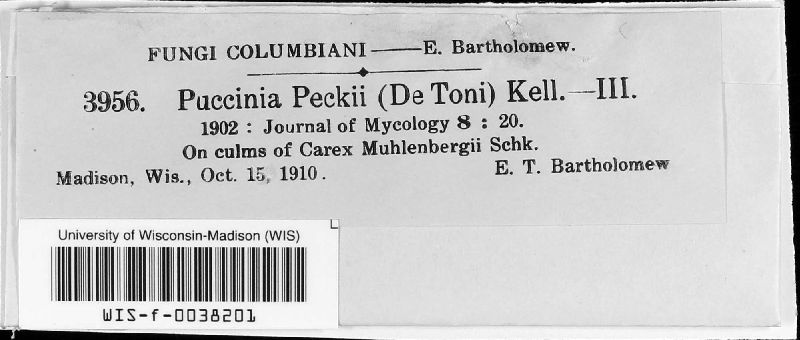 FUNGI COLUMBIANI——E. Bartholomew.
3956. Puccinia Peckii (De Toni) Kell.—III.
1902 : Journal of Mycology 8 : 20.
On culms of Carex Muhlenbergii Schk.
Madison, Wis., Oct. 15, 1910. E. T. Bartholomew
University of Wisconsin-Madison (WIS)
WIS-f-0038201